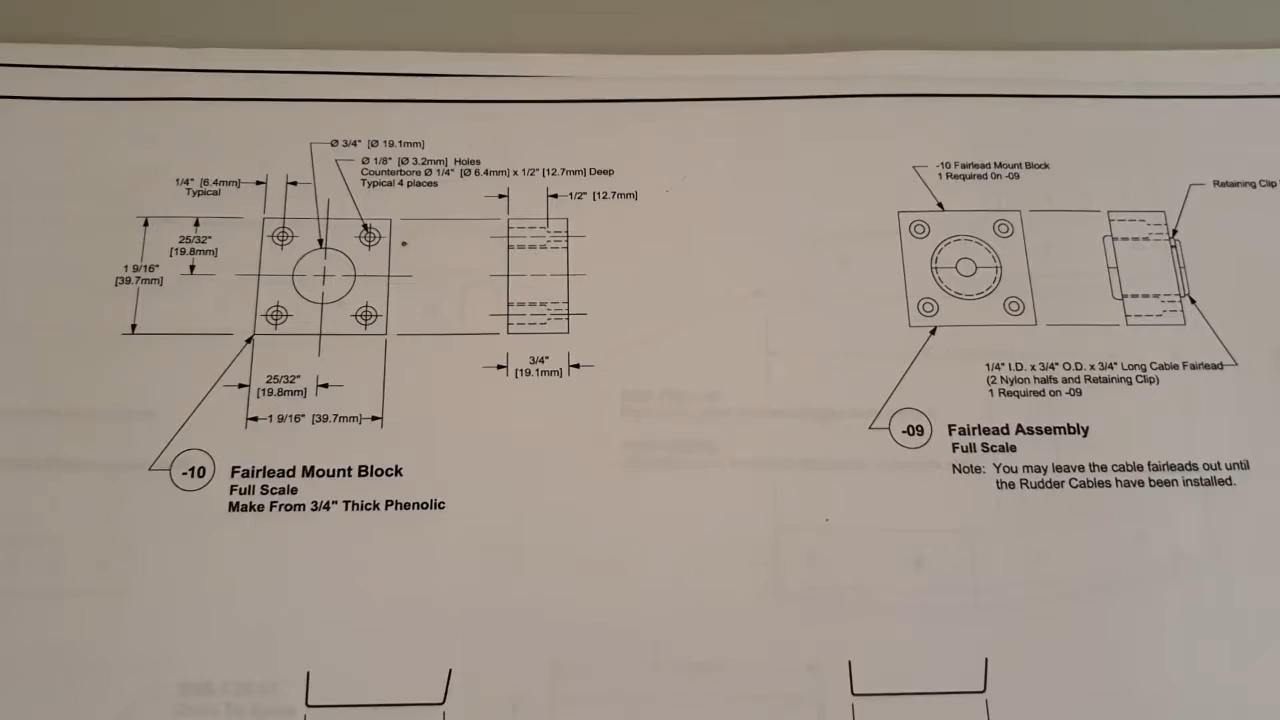 Ø 3/4" [Ø 19.1mm]
Ø 1/8" [Ø 3.2mm] Holes
Counterbore Ø 1/4" [Ø 6.4mm] x 1/2" [12.7mm] Deep
Typical 4 places
1/4" [6.4mm]
Typical
1/2" [12.7mm]
25/32"
[19.8mm]
1 9/16"
[39.7mm]
3/4"
[19.1mm]
25/32"
[19.8mm]
1 9/16" [39.7mm]
-10
Fairlead Mount Block
Full Scale
Make From 3/4" Thick Phenolic
-10 Fairlead Mount Block
1 Required 0n -09
Retaining Clip
1/4" I.D. x 3/4" O.D. x 3/4" Long Cable Fairlead
(2 Nylon halfs and Retaining Clip)
1 Required on -09
-09
Fairlead Assembly
Full Scale
Note: You may leave the cable fairleads out until
the Rudder Cables have been installed.